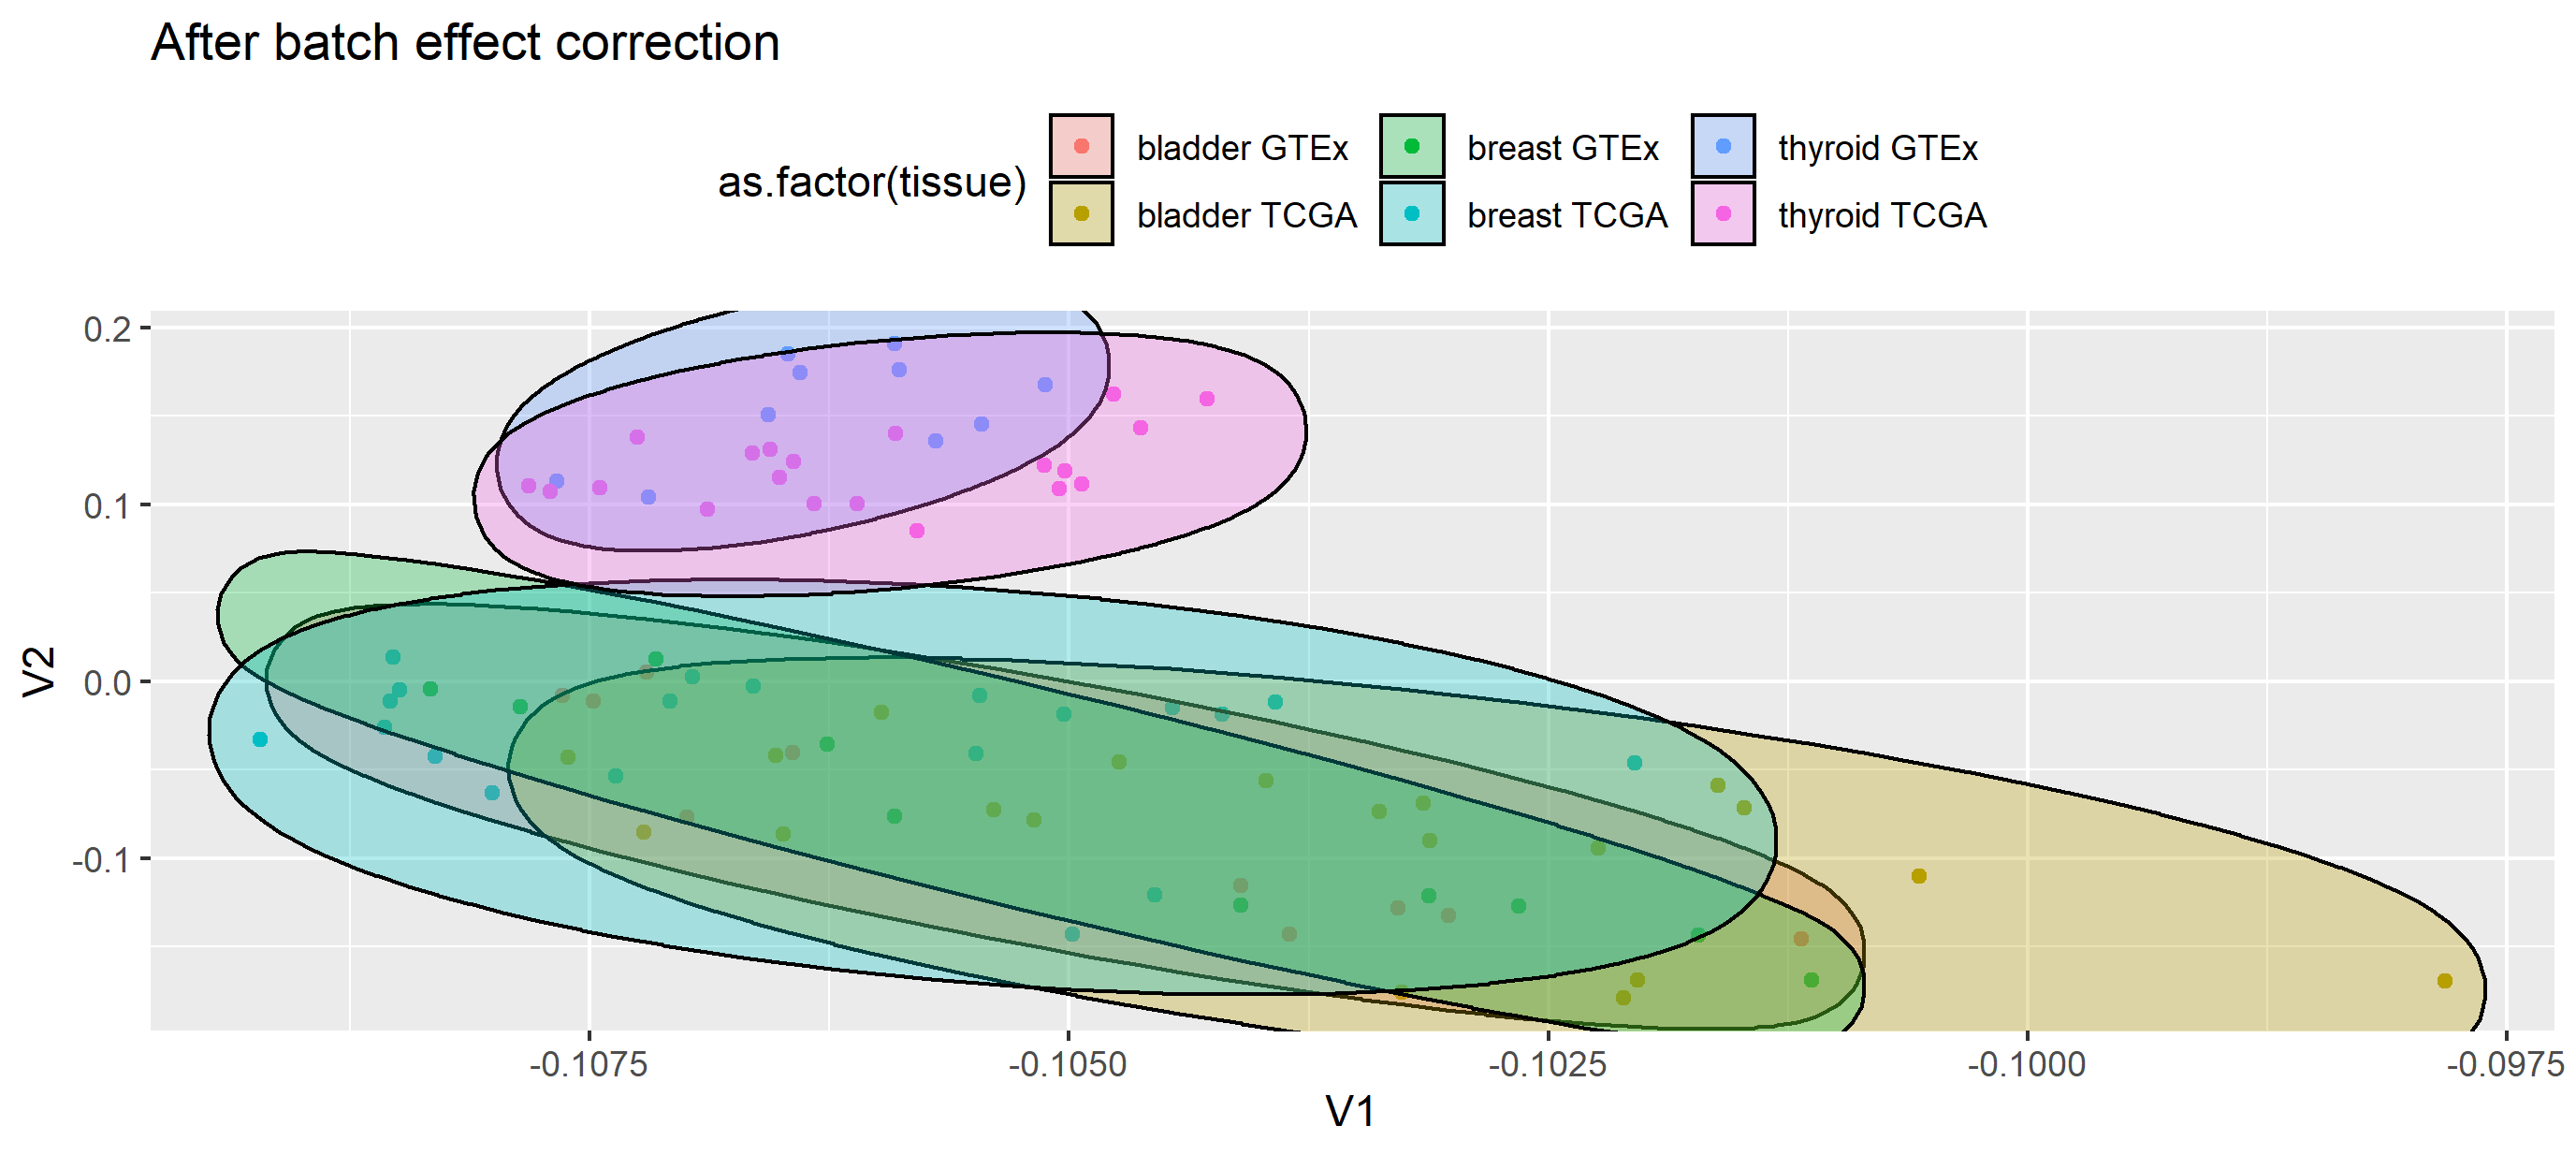 After batch effect correction
as.factor(tissue)
bladder GTEx
breast GTEx
thyroid GTEx
bladder TCGA
breast TCGA
thyroid TCGA
0.2
0.1
0.0
-0.1
V2
-0.1075
-0.1050
-0.1025
-0.1000
-0.0975
V1